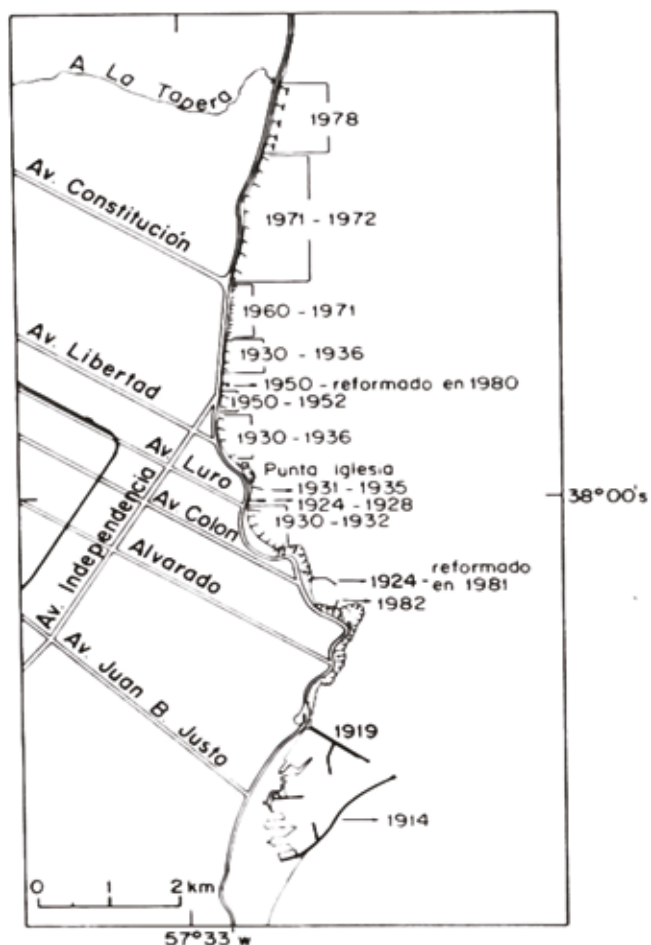 A La Tapera
1978
Av. Constitución
1971 - 1972
1960 - 1971
Av. Libertad
1930 - 1936
1950 - reformado en 1980
1950 - 1952
1930 - 1936
Av. Luro
Punta iglesia
1931 - 1935
1924 - 1928
38°00's
1930 - 1932
Av Colon
Av. Independencia
Alvarado
1924 - reformado
en 1981
1982
Av. Juan B. Justo
1919
1914
0 1 2 km
57°33' w